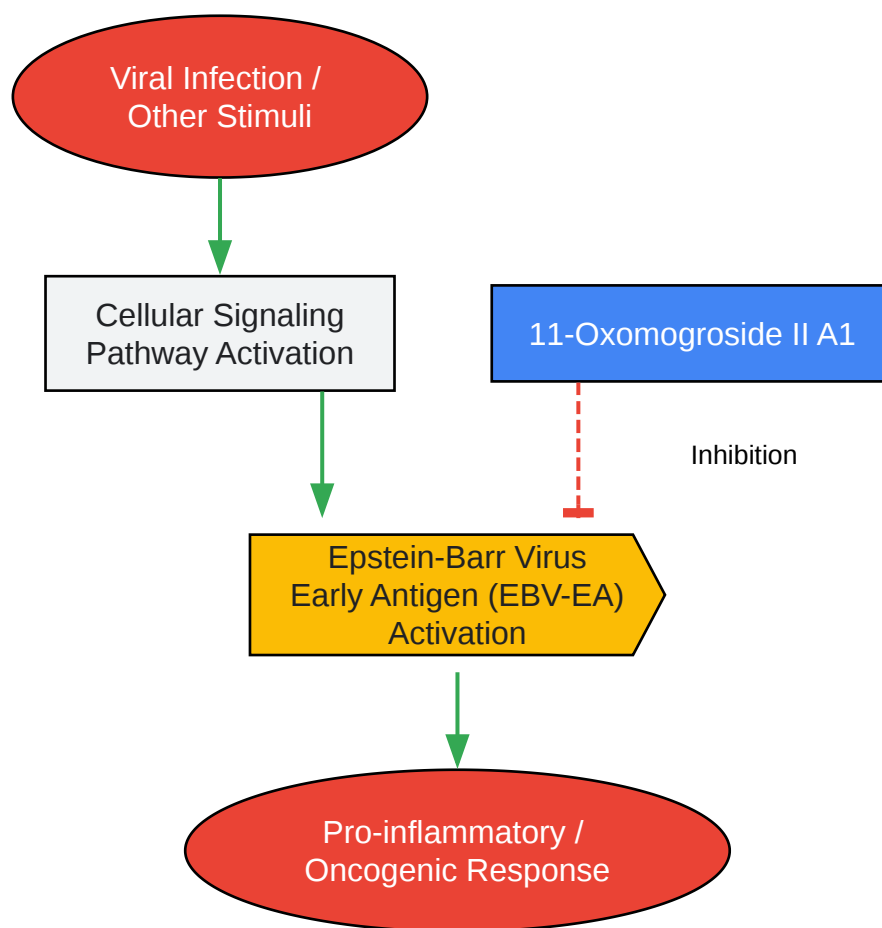 Viral Infection /
Other Stimuli
Cellular Signaling
Pathway Activation
11-Oxomogroside II A1
Inhibition
Epstein-Barr Virus
Early Antigen (EBV-EA)
Activation
Pro-inflammatory /
Oncogenic Response